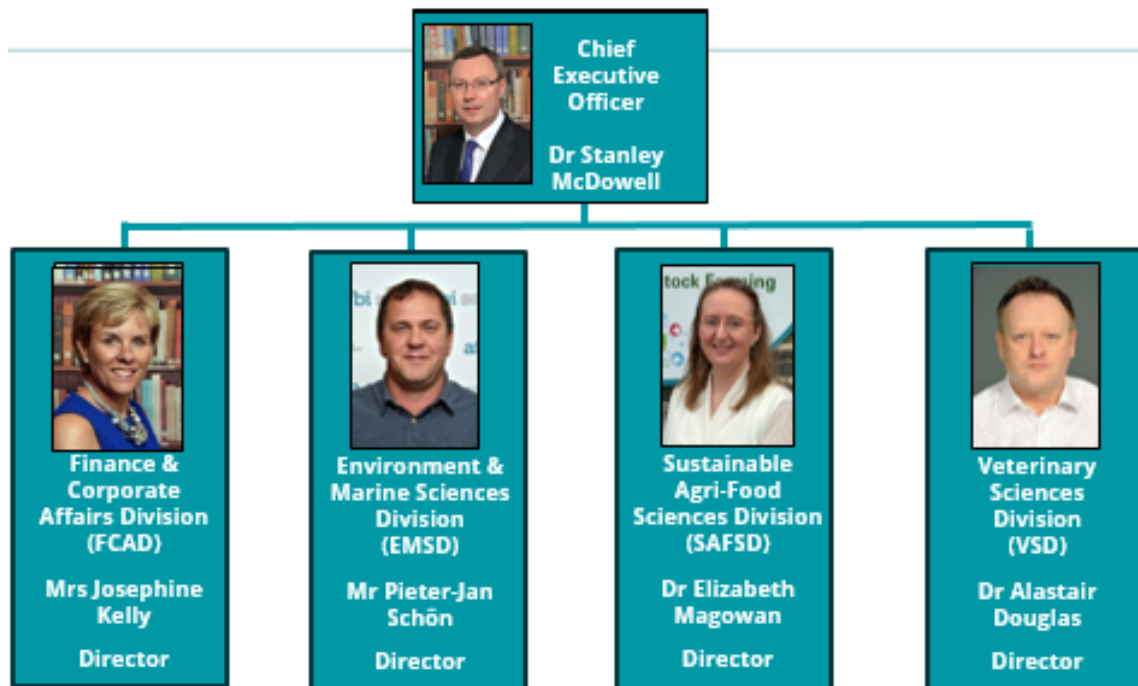 Chief
Executive
Officer
Dr Stanley
McDowell
Finance &
Corporate
Affairs Division
(FCAD)
Mrs Josephine
Kelly
Director
Environment &
Marine Sciences
Division
(EMSD)
Mr Pieter-Jan
Schön
Director
tock Farming
Sustainable
Agri-Food
Sciences Division
(SAFSD)
Dr Elizabeth
Magowan
Director
Veterinary
Sciences
Division
(VSD)
Dr Alastair
Douglas
Director